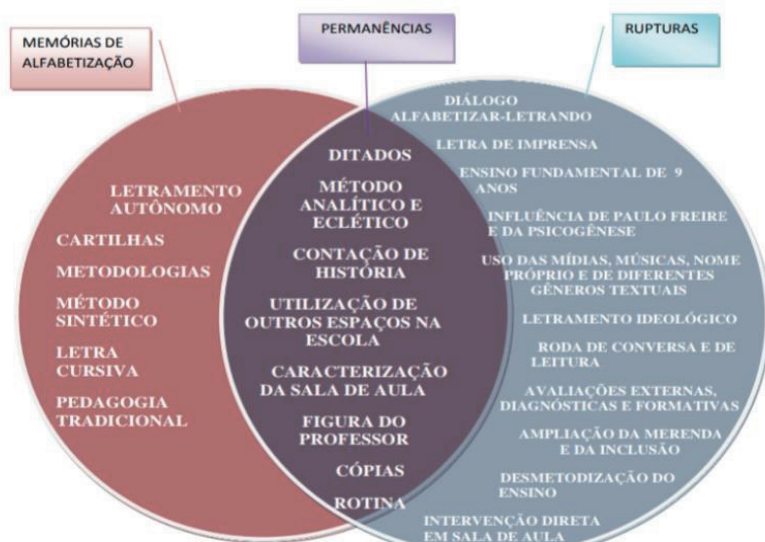 MEMÓRIAS DE
ALFABETIZAÇÃO
PERMANÊNCIAS
RUPTURAS
LETRAMENTO
AUTÔNOMO
CARTILHAS
METODOLOGIAS
MÉTODO
SINTÉTICO
LETRA
CURSIVA
PEDAGOGIA
TRADICIONAL
DITADOS
MÉTODO
ANALÍTICO E
ECLÉTICO
CONTAÇÃO DE
HISTÓRIA
UTILIZAÇÃO DE
OUTROS ESPAÇOS NA
ESCOLA
CARACTERIZAÇÃO
DA SALA DE AULA
FIGURA DO
PROFESSOR
CÓPIAS
ROTINA
DIÁLOGO
ALFABETIZAR-LETRANDO
LETRA DE IMPRENSA
ENSINO FUNDAMENTAL DE 9
ANOS
INFLUÊNCIA DE PAULO FREIRE
E DA PSICOGÊNESE
USO DAS MÍDIAS, MÚSICAS, NOME
PRÓPRIO E DE DIFERENTES
GÊNEROS TEXTUAIS
LETRAMENTO IDEOLÓGICO
RODA DE CONVERSA E DE
LEITURA
AVALIAÇÕES EXTERNAS,
DIAGNÓSTICAS E FORMATIVAS
AMPLIAÇÃO DA MERENDA
E DA INCLUSÃO
DESMETODIZAÇÃO DO
ENSINO
INTERVENÇÃO DIRETA
EM SALA DE AULA